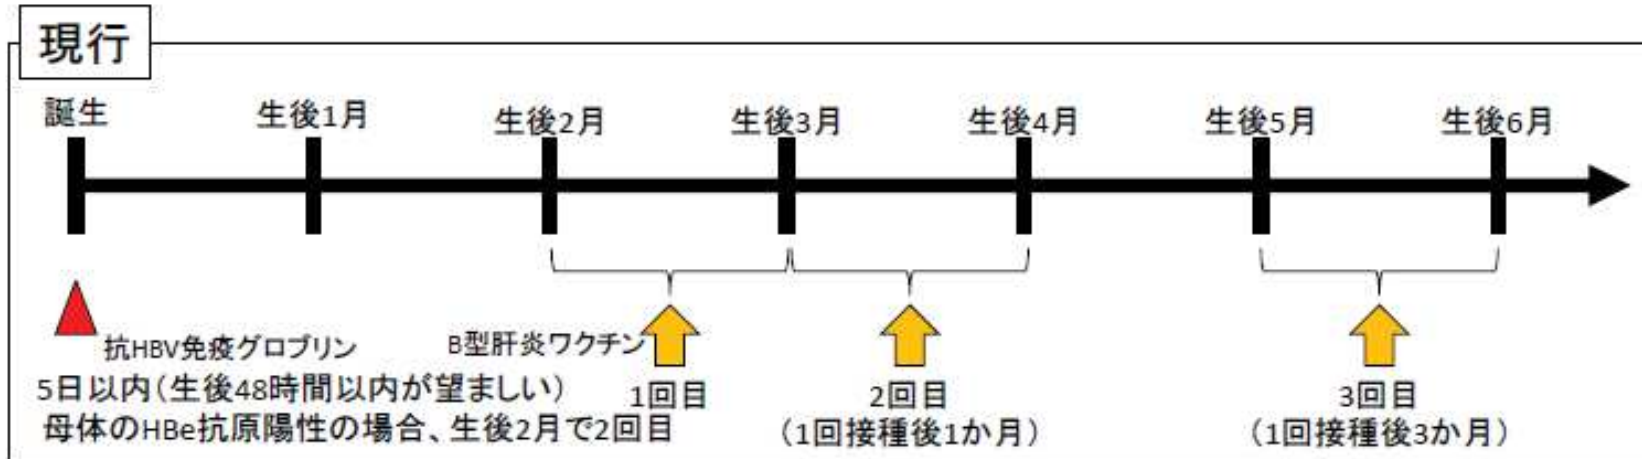 現行
誕生
生後1月
生後2月
生後3月
生後4月
生後5月
生後6月
抗HBV免疫グロブリン
5日以内(生後48時間以内が望ましい)
母体のHBe抗原陽性の場合、生後2月で2回目
B型肝炎ワクチン
1回目
2回目
(1回接種後1か月)
3回目
(1回接種後3か月)